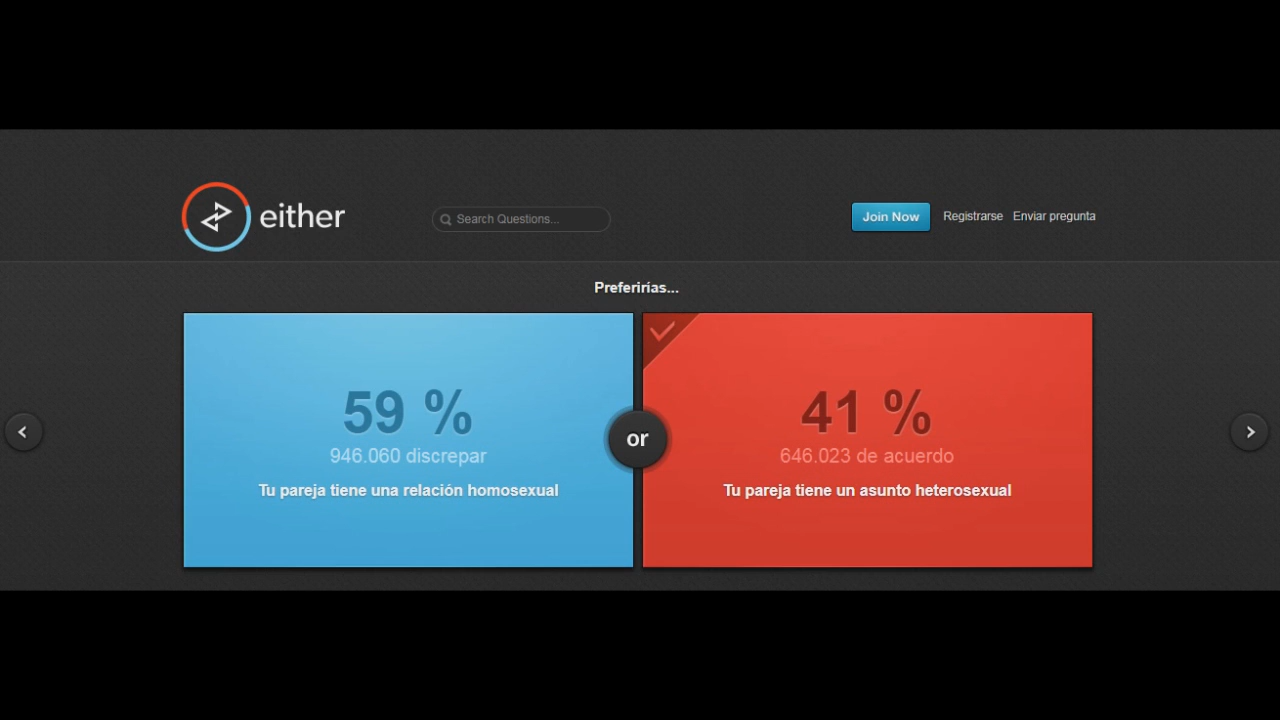 either
Search Questions...
Join Now
Registrarse
Enviar pregunta
Preferirías...
59 %
946.060 discrepar
Tu pareja tiene una relación homosexual
or
41 %
646.023 de acuerdo
Tu pareja tiene un asunto heterosexual